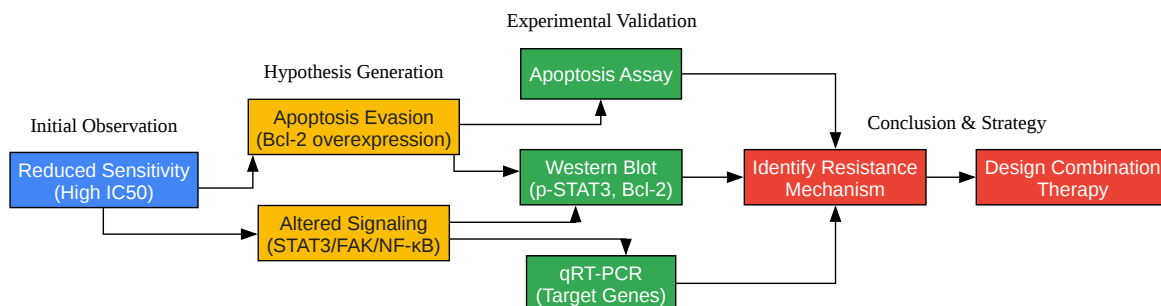 Initial Observation
Reduced Sensitivity
(High IC50)
Hypothesis Generation
Apoptosis Evasion
(Bcl-2 overexpression)
Altered Signaling
(STAT3/FAK/NF-κB)
Experimental Validation
Apoptosis Assay
Western Blot
(p-STAT3, Bcl-2)
qRT-PCR
(Target Genes)
Conclusion & Strategy
Identify Resistance
Mechanism
Design Combination
Therapy